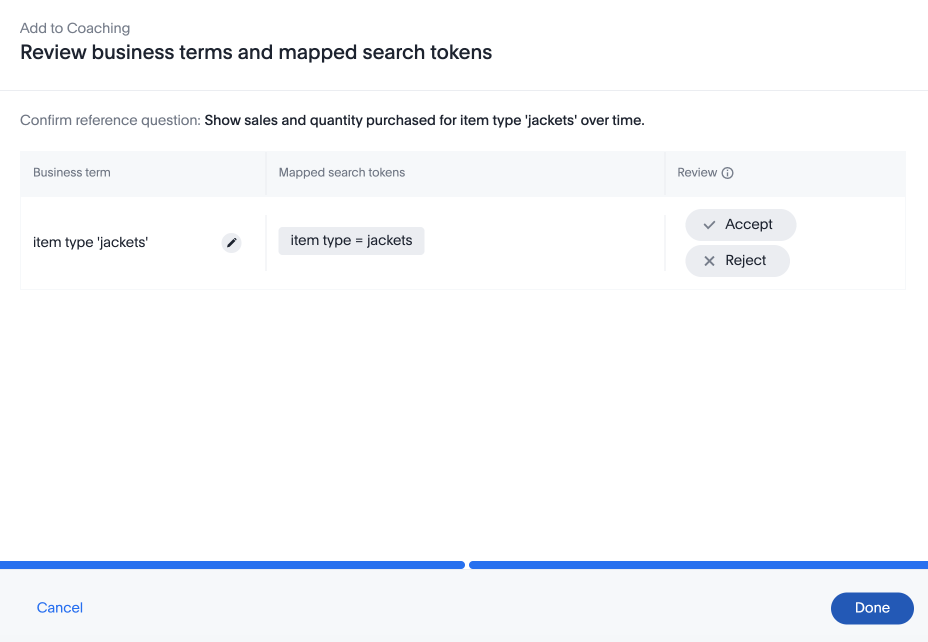 Add to Coaching
Review business terms and mapped search tokens
Confirm reference question: Show sales and quantity purchased for item type 'jackets' over time.
Business term
Mapped search tokens
Review
item type 'jackets'
item type = jackets
Accept
Reject
Cancel
Done